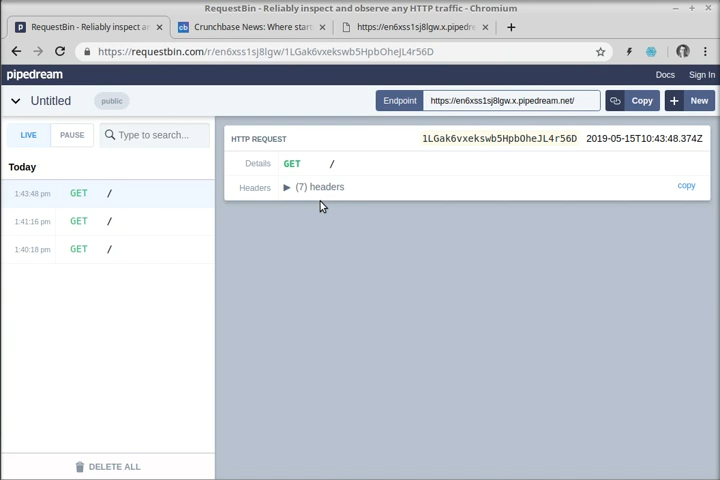 RequestBin - Reliably inspect and observe any HTTP traffic - Chromium
RequestBin - Reliably inspect an
cb Crunchbase News: Where start
https://en6xss1sj8lgw.x.pipedre
https://requestbin.com/r/en6xss1sj8lgw/1LGak6vxekswb5HpbOheJL4r56D
pipedream
Docs Sign In
Untitled public
Endpoint https://en6xss1sj8lgw.x.pipedream.net/ Copy New
LIVE PAUSE Type to search...
HTTP REQUEST 1LGak6vxekswb5HpbOheJL4r56D 2019-05-15T10:43:48.374Z
Today
Details GET /
Headers (7) headers copy
1:43:48 pm GET /
1:41:16 pm GET /
1:40:18 pm GET /
DELETE ALL